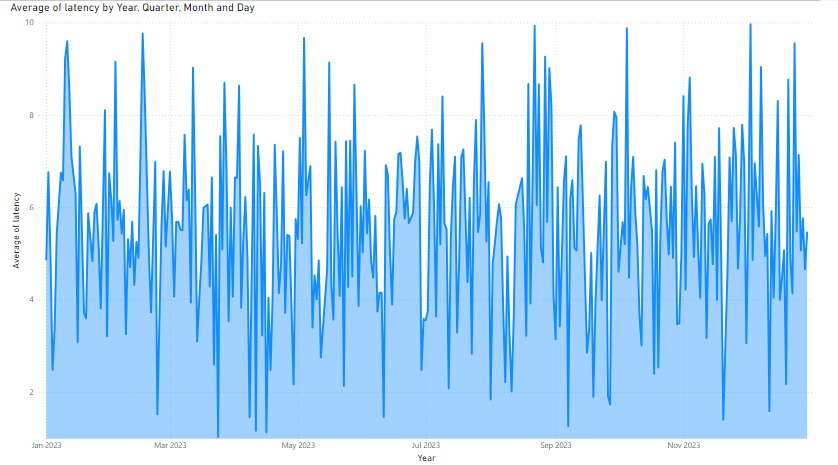 Average of latency by Year, Quarter, Month and Day
10
8
6
4
2
Average of latency
Jan 2023
Mar 2023
May 2023
Jul 2023
Sep 2023
Nov 2023
Year